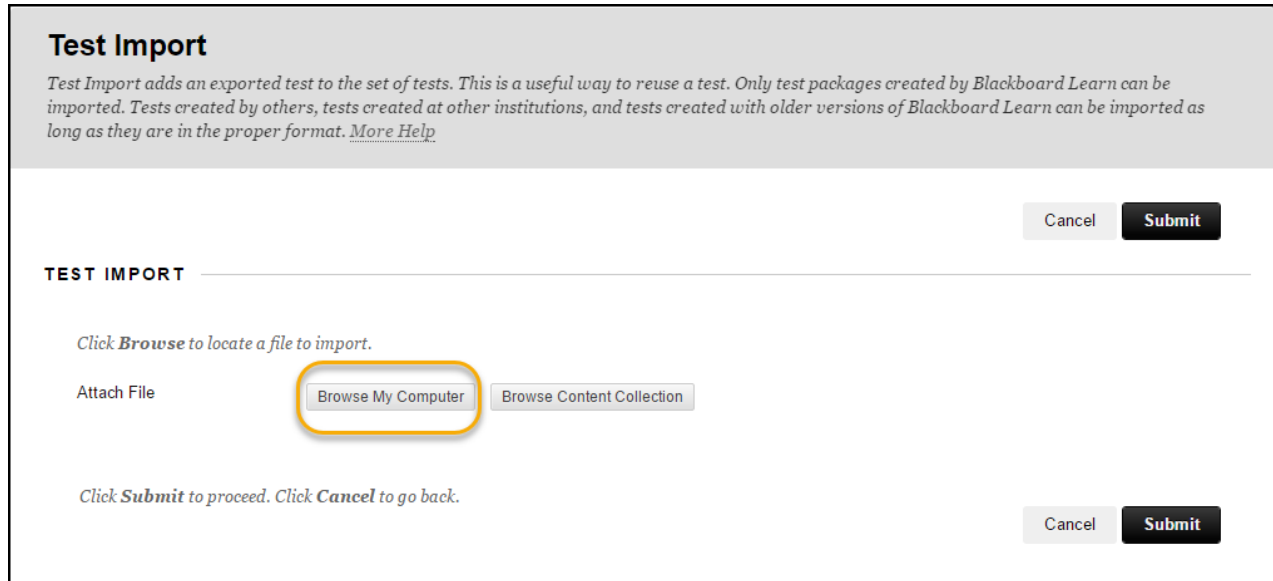 Test Import
Test Import adds an exported test to the set of tests. This is a useful way to reuse a test. Only test packages created by Blackboard Learn can be
imported. Tests created by others, tests created at other institutions, and tests created with older versions of Blackboard Learn can be imported as
long as they are in the proper format. More Help
Cancel Submit
TEST IMPORT
Click Browse to locate a file to import.
Attach File Browse My Computer Browse Content Collection
Click Submit to proceed. Click Cancel to go back.
Cancel Submit